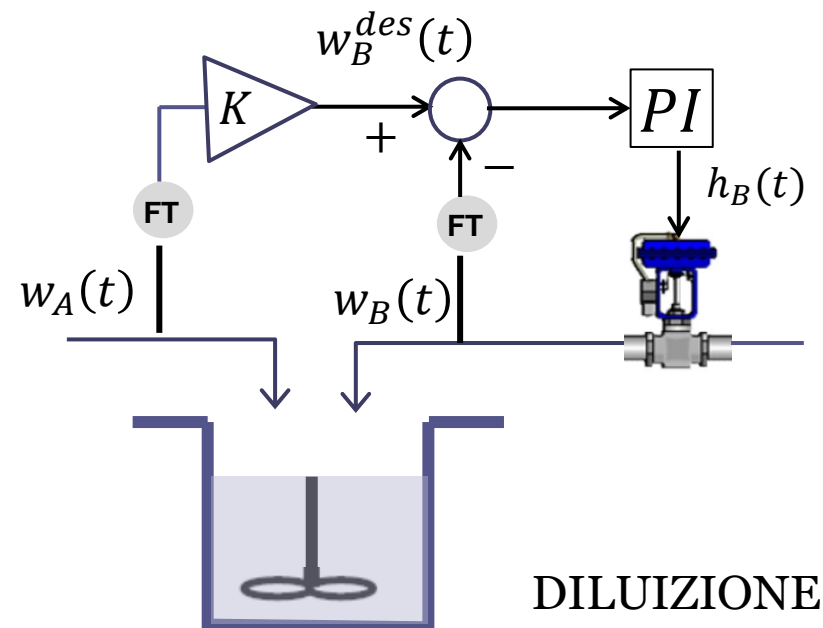 w_B^{des}(t)
K
+
PI
−
h_B(t)
FT
FT
w_A(t)
w_B(t)
DILUIZIONE